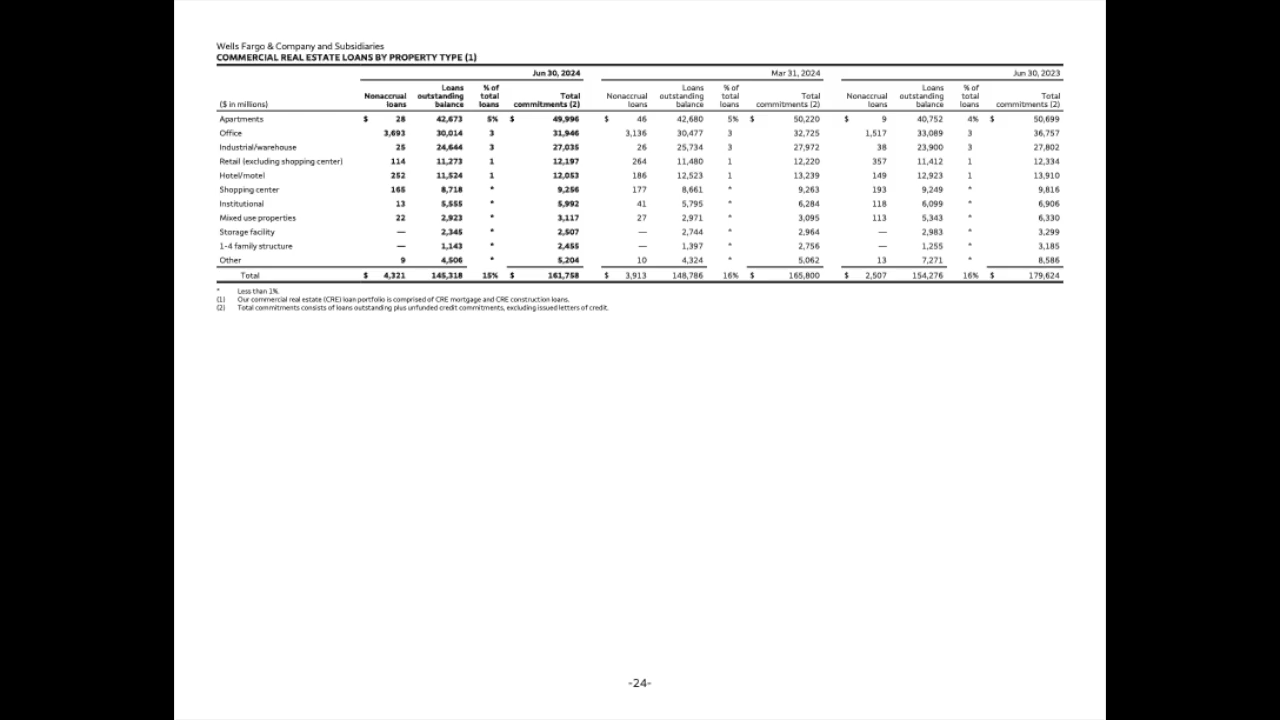 Wells Fargo & Company and Subsidiaries
COMMERCIAL REAL ESTATE LOANS BY PROPERTY TYPE (1)
Jun 30, 2024 Mar 31, 2024 Jun 30, 2023
($ in millions) Nonaccrual loans Loans outstanding balance % of total loans Total commitments (2) Nonaccrual loans Loans outstanding balance % of total loans Total commitments (2) Nonaccrual loans Loans outstanding balance % of total loans Total commitments (2)
Apartments $ 28 42,673 5% $ 49,996 $ 46 42,680 5% $ 50,220 $ 9 40,752 4% $ 50,699
Office 3,693 30,014 3 31,946 3,136 30,477 3 32,725 1,517 33,089 3 36,757
Industrial/warehouse 25 24,644 3 27,035 26 25,734 3 27,972 38 23,900 3 27,802
Retail (excluding shopping center) 114 11,273 1 12,197 264 11,480 1 12,220 357 11,412 1 12,334
Hotel/motel 252 11,524 1 12,053 186 12,523 1 13,239 149 12,923 1 13,910
Shopping center 165 8,718 * 9,256 177 8,661 * 9,263 193 9,249 * 9,816
Institutional 13 5,555 * 5,992 41 5,795 * 6,284 118 6,099 * 6,906
Mixed use properties 22 2,923 * 3,117 27 2,971 * 3,095 113 5,343 * 6,330
Storage facility — 2,345 * 2,507 — 2,744 * 2,964 — 2,983 * 3,299
1-4 family structure — 1,143 * 2,455 — 1,397 * 2,756 — 1,255 * 3,185
Other 9 4,506 * 5,204 10 4,324 * 5,062 13 7,271 * 8,586
Total $ 4,321 145,318 15% $ 161,758 $ 3,913 148,786 16% $ 165,800 $ 2,507 154,276 16% $ 179,624
* Less than 1%.
(1) Our commercial real estate (CRE) loan portfolio is comprised of CRE mortgage and CRE construction loans.
(2) Total commitments consists of loans outstanding plus unfunded credit commitments, excluding issued letters of credit.
-24-